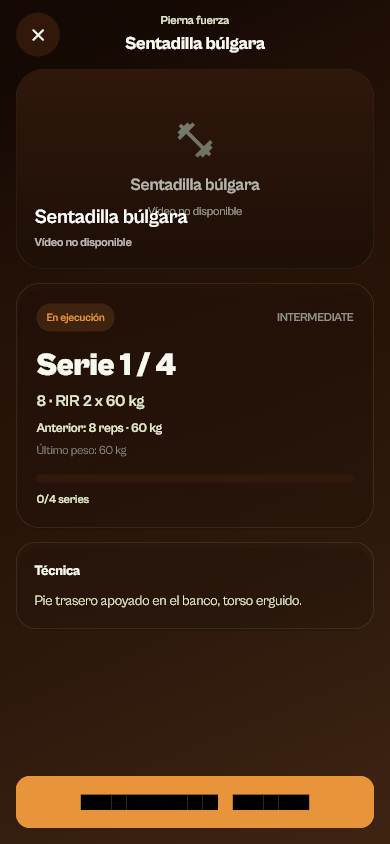 Pierna fuerza
Sentadilla búlgara
Sentadilla búlgara
Vídeo no disponible
Sentadilla búlgara
Vídeo no disponible
En ejecución
INTERMEDIATE
Serie 1 / 4
8 · RIR 2 x 60 kg
Anterior: 8 reps · 60 kg
Último peso: 60 kg
0/4 series
Técnica
Pie trasero apoyado en el banco, torso erguido.